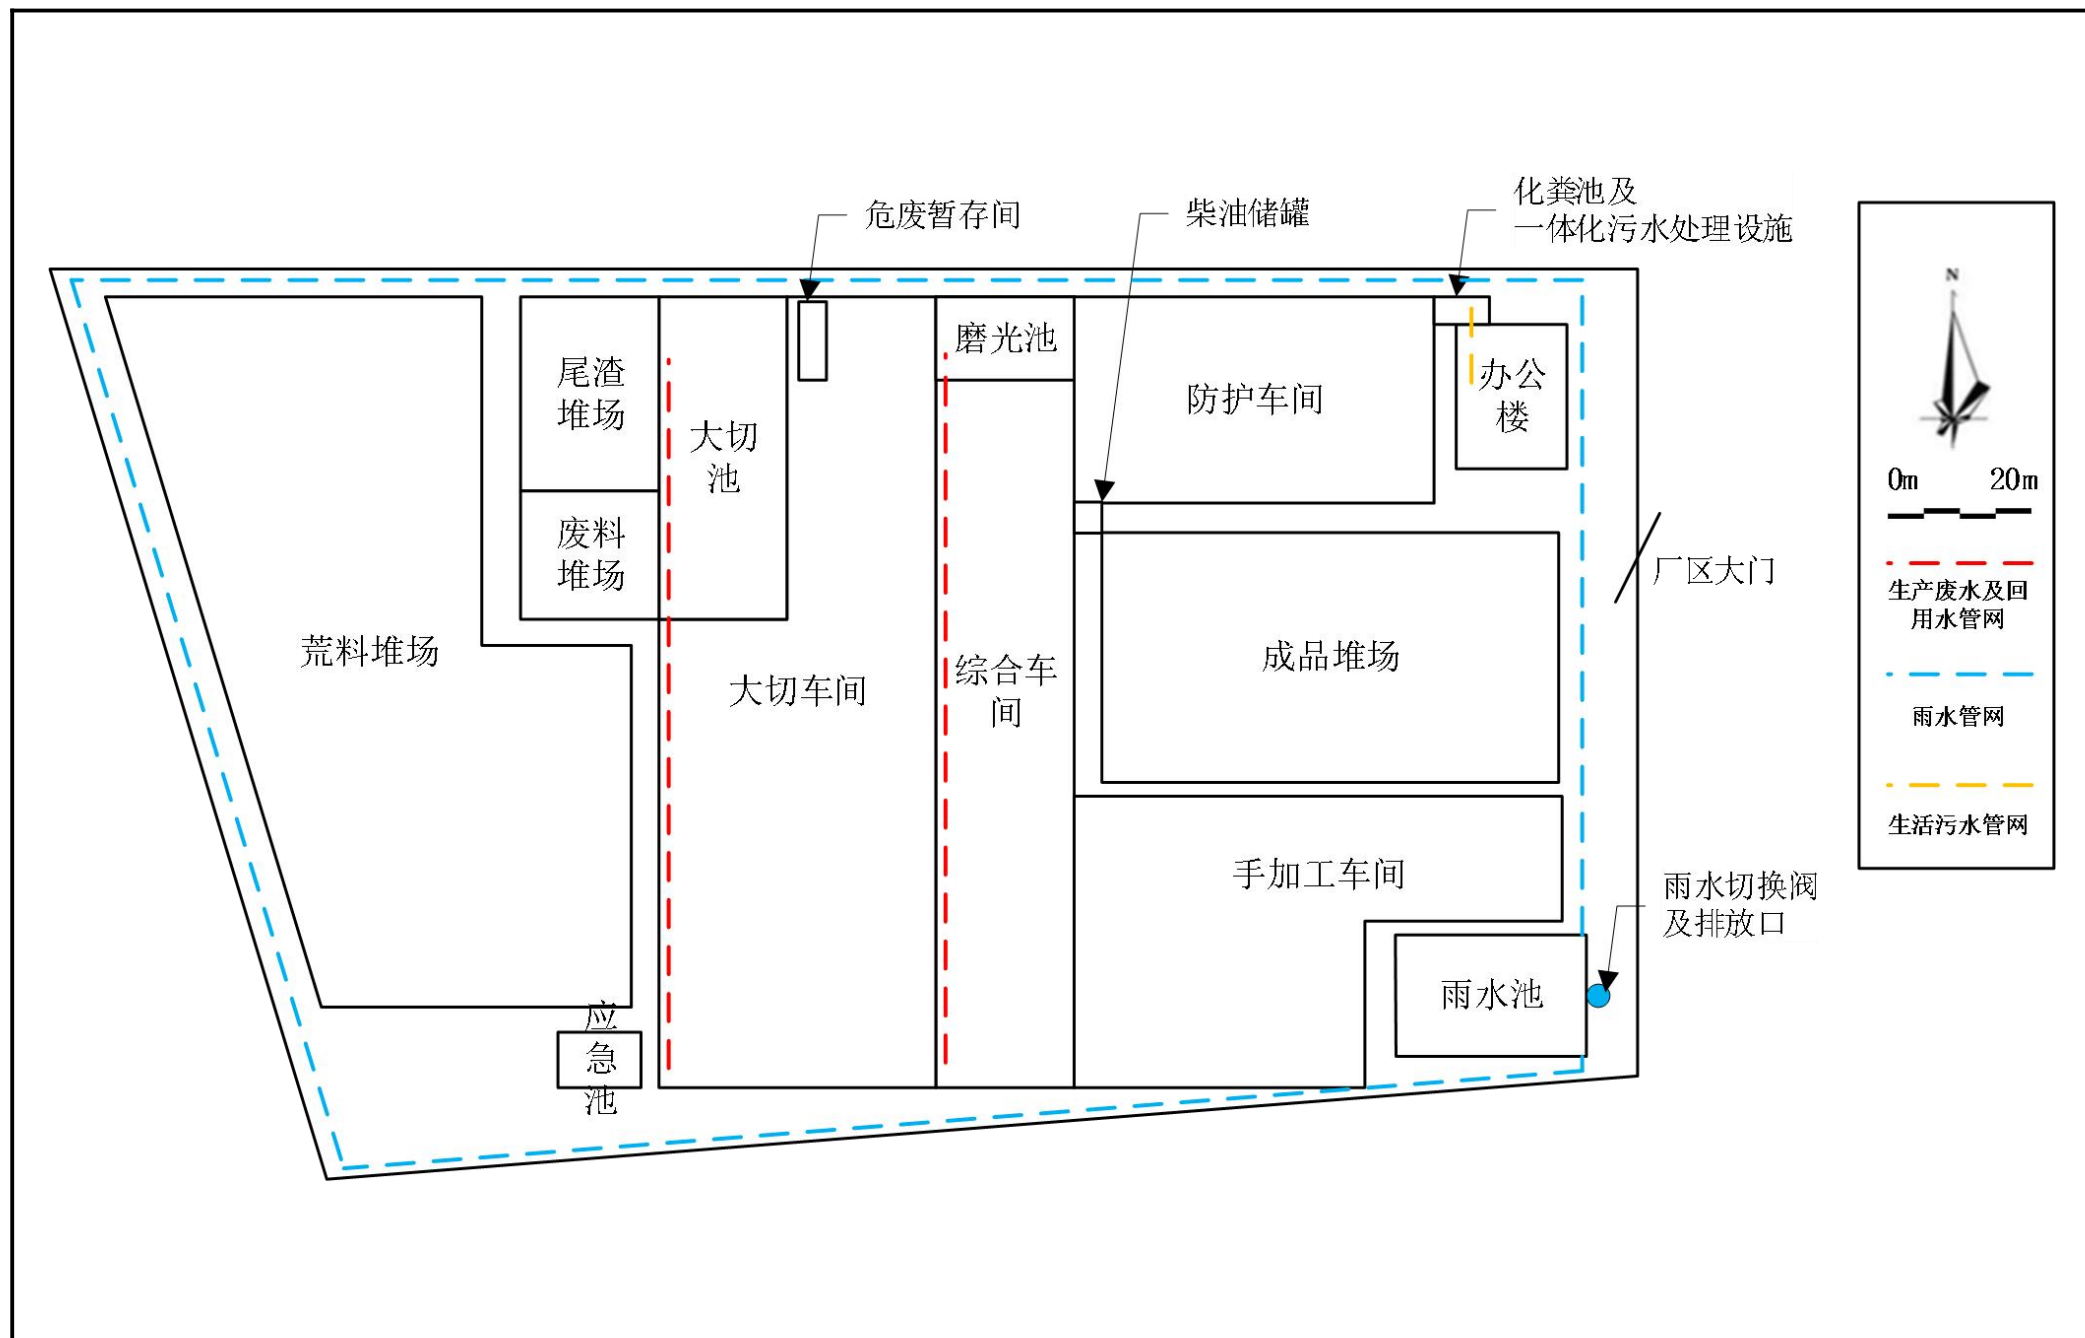 危废暂存间
柴油储罐
化粪池及
一体化污水处理设施
N
磨光池
尾渣
堆场
防护车间
办公
楼
大切
池
0m 20m
废料
堆场
厂区大门
生产废水及回
用水管网
荒料堆场
成品堆场
综合车
间
大切车间
雨水管网
生活污水管网
手加工车间
雨水切换阀
及排放口
雨水池
应
急
池